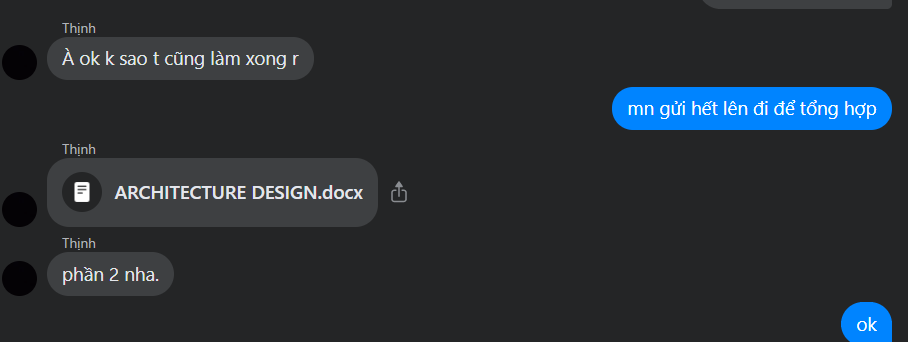 Thịnh
À ok k sao t cũng làm xong r
mn gửi hết lên đi để tổng hợp
Thịnh
ARCHITECTURE DESIGN.docx
Thịnh
phần 2 nha.
ok